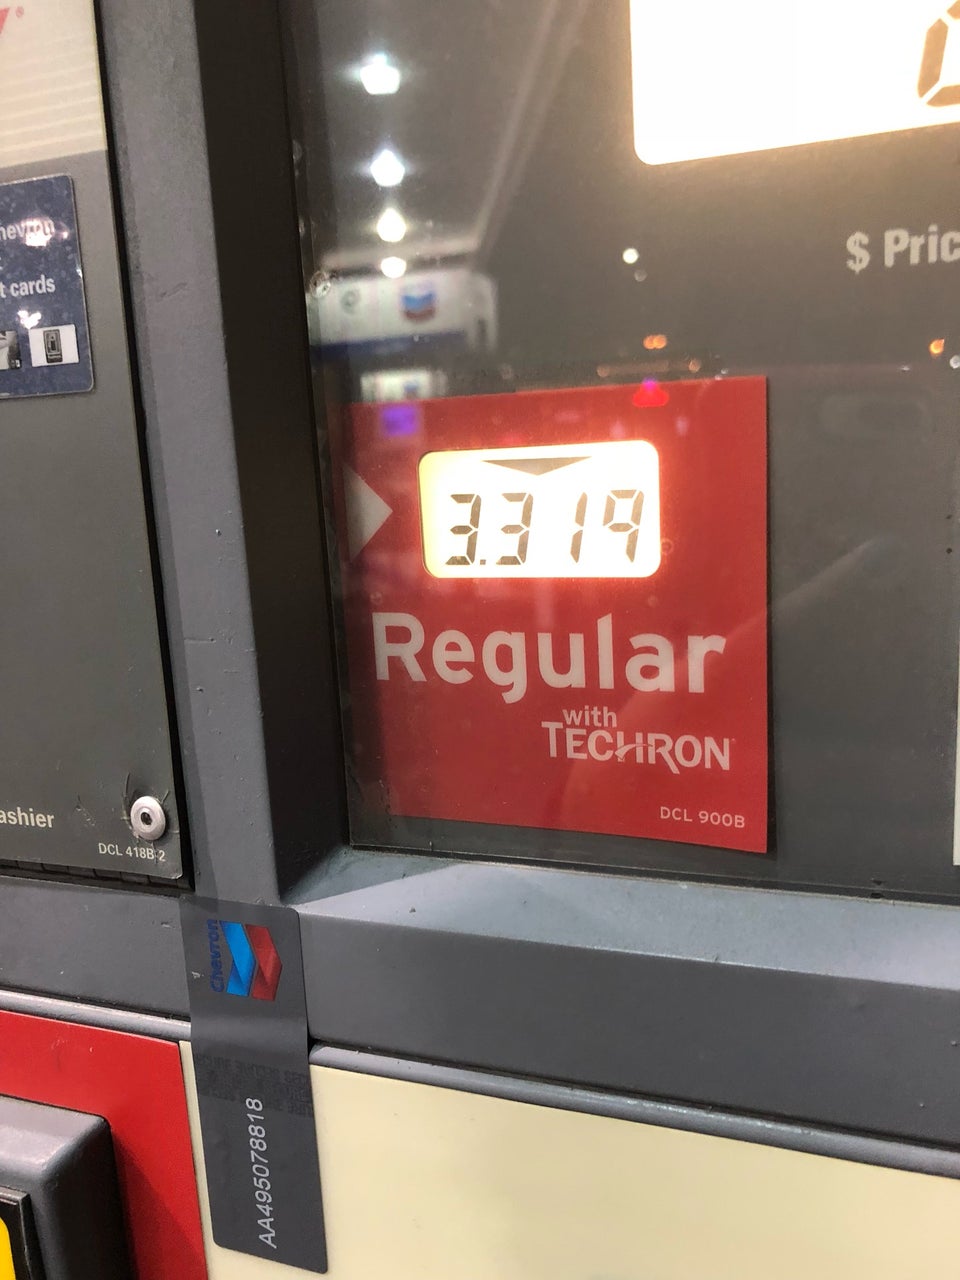 hevron
t cards
$ Pric
3.319
Regular
with
TECHRON
DCL 900B
ashier
DCL 418B-2
Chevron
AA495078818